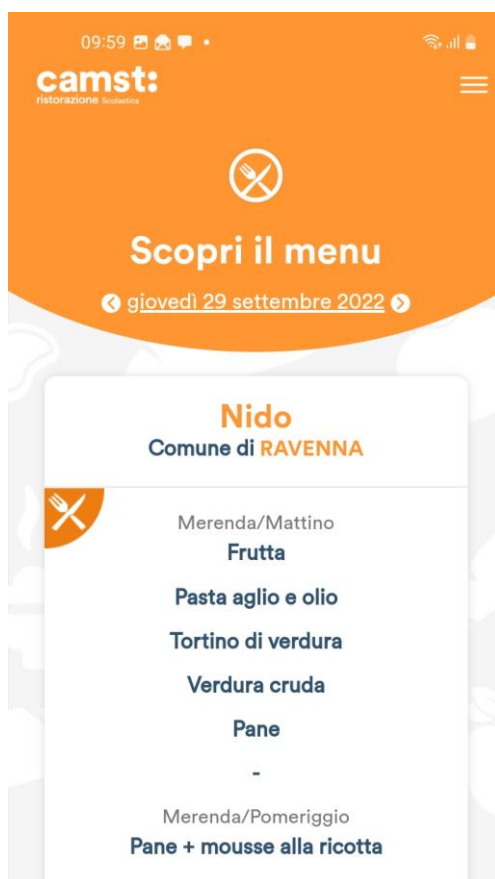 09:59
camst:
ristorazione Scolastica
Scopri il menu
giovedì 29 settembre 2022
Nido
Comune di RAVENNA
Merenda/Mattino
Frutta
Pasta aglio e olio
Tortino di verdura
Verdura cruda
Pane
-
Merenda/Pomeriggio
Pane + mousse alla ricotta